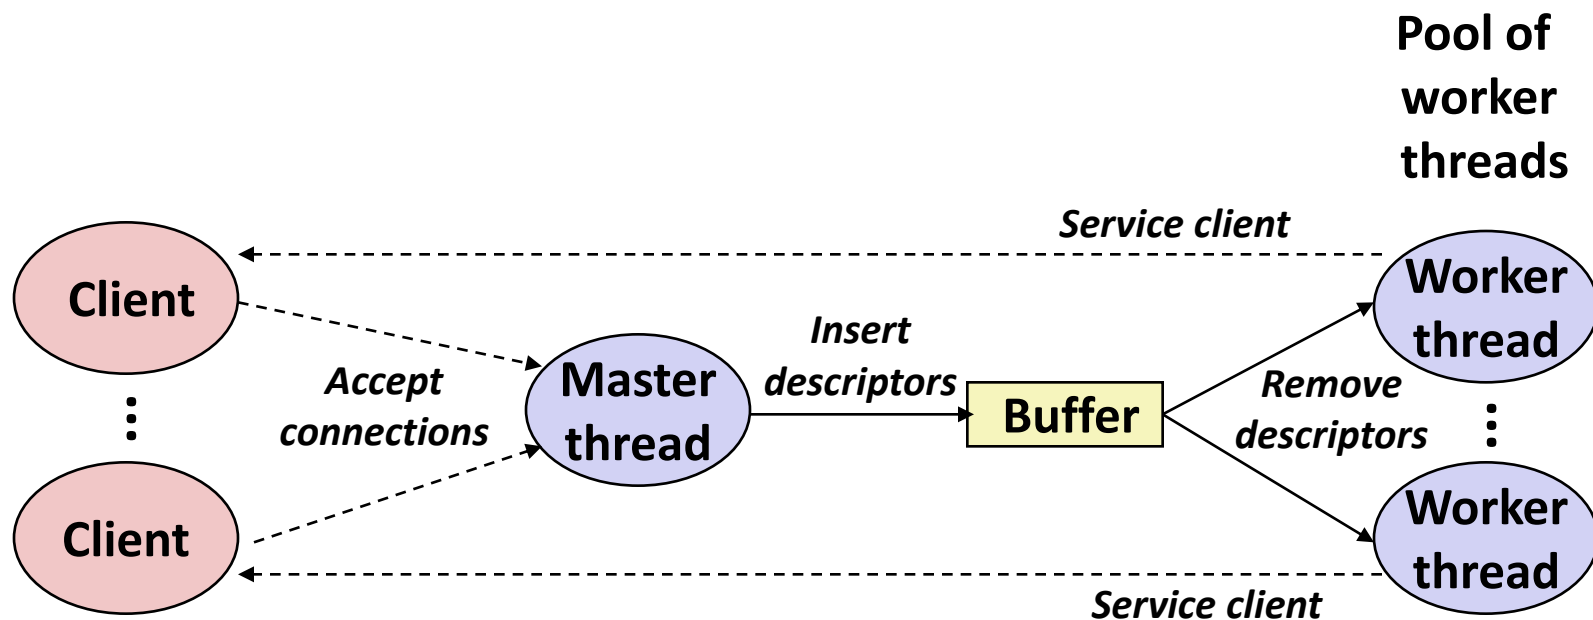 Pool of
worker
threads
Service client
Client
Worker
thread
Insert
descriptors
Accept
connections
Master
thread
Buffer
Remove
descriptors
Client
Worker
thread
Service client